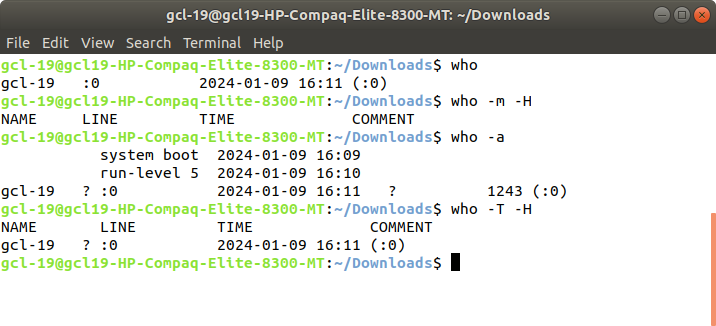 gcl-19@gcl19-HP-Compaq-Elite-8300-MT: ~/Downloads
File Edit View Search Terminal Help
gcl-19@gcl19-HP-Compaq-Elite-8300-MT:~/Downloads$ who
gcl-19   :0           2024-01-09 16:11 (:0)
gcl-19@gcl19-HP-Compaq-Elite-8300-MT:~/Downloads$ who -m -H
NAME     LINE         TIME             COMMENT
gcl-19@gcl19-HP-Compaq-Elite-8300-MT:~/Downloads$ who -a
           system boot  2024-01-09 16:09
           run-level 5  2024-01-09 16:10
gcl-19   ? :0           2024-01-09 16:11   ?          1243 (:0)
gcl-19@gcl19-HP-Compaq-Elite-8300-MT:~/Downloads$ who -T -H
NAME       LINE         TIME             COMMENT
gcl-19   ? :0           2024-01-09 16:11 (:0)
gcl-19@gcl19-HP-Compaq-Elite-8300-MT:~/Downloads$